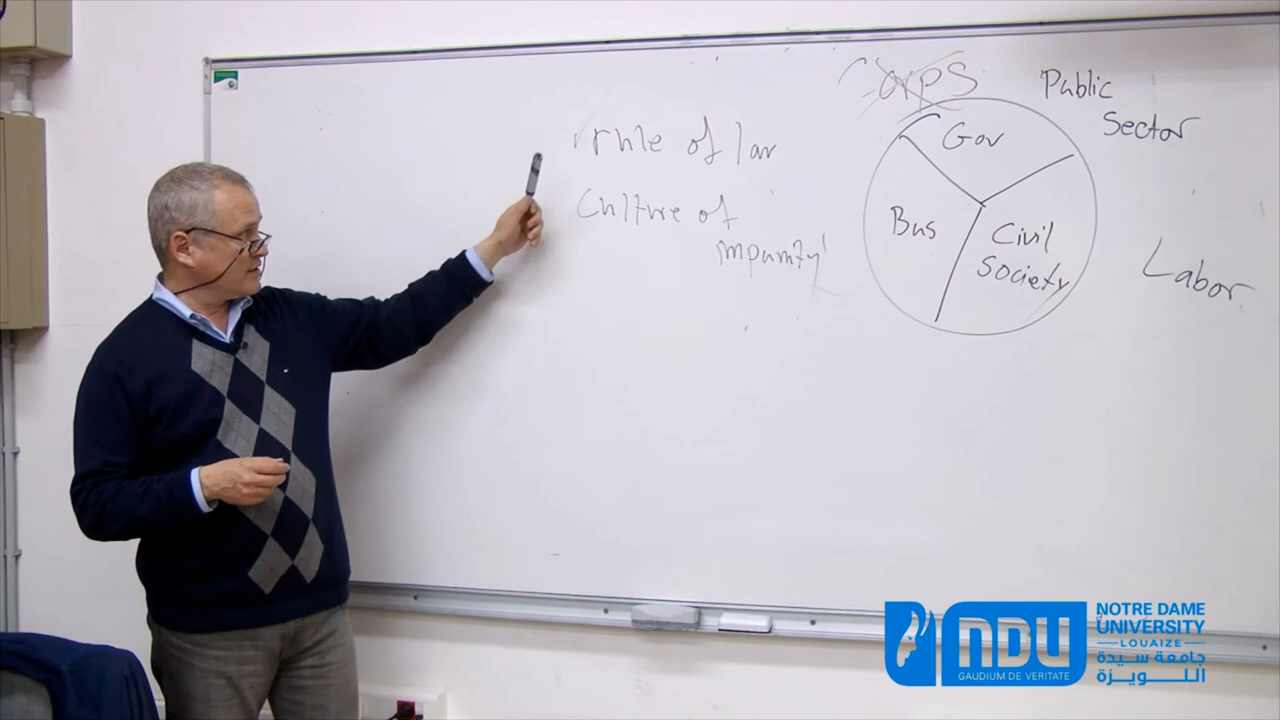 rule of law
Culture of
impunity
Corps
Public
Sector
Gov
Bus
Civil
Society
Labor
NDU
GAUDIUM DE VERITATE
NOTRE DAME
UNIVERSITY
LOUAIZE
جامعة سيدة
اللويزة